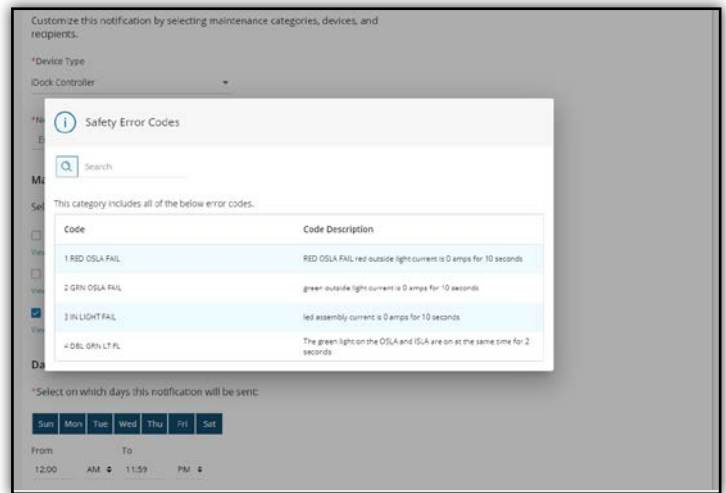 Customize this notification by selecting maintenance categories, devices, and
recipients.
*Device Type
iDock Controller
Safety Error Codes
Search
This category includes all of the below error codes.
Code Code Description
1 RED OSLA FAIL RED OSLA FAIL red outside light current is 0 amps for 10 seconds
2 GRN OSLA FAIL green outside light current is 0 amps for 10 seconds
3 IN LIGHT FAIL led assembly current is 0 amps for 10 seconds
4 DBL GRN LT FL The green light on the OSLA and ISLA are on at the same time for 2
seconds
*Select on which days this notification will be sent:
Sun Mon Tue Wed Thu Fri Sat
From To
12:00 AM 11:59 PM